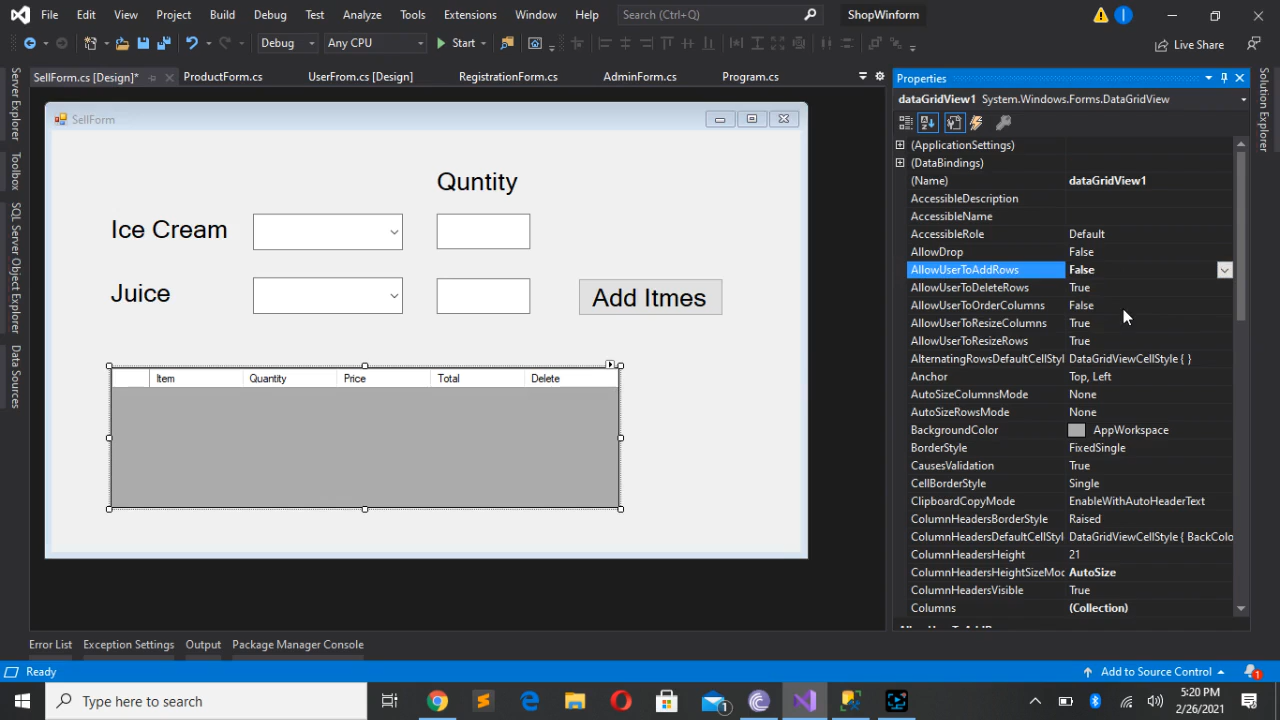 File Edit View Project Build Debug Test Analyze Tools Extensions Window Help Search (Ctrl+Q) ShopWinform
Debug Any CPU Start Live Share
SellForm.cs [Design]* ProductForm.cs UserFrom.cs [Design] RegistrationForm.cs AdminForm.cs Program.cs
Server Explorer
Toolbox
SQL Server Object Explorer
Data Sources
SellForm
Quntity
Ice Cream
Juice
Add Itmes
Item Quantity Price Total Delete
Properties
dataGridView1 System.Windows.Forms.DataGridView
(ApplicationSettings)
(DataBindings)
(Name) dataGridView1
AccessibleDescription
AccessibleName
AccessibleRole Default
AllowDrop False
AllowUserToAddRows False
AllowUserToDeleteRows True
AllowUserToOrderColumns False
AllowUserToResizeColumns True
AllowUserToResizeRows True
AlternatingRowsDefaultCellStyl DataGridViewCellStyle { }
Anchor Top, Left
AutoSizeColumnsMode None
AutoSizeRowsMode None
BackgroundColor AppWorkspace
BorderStyle FixedSingle
CausesValidation True
CellBorderStyle Single
ClipboardCopyMode EnableWithAutoHeaderText
ColumnHeadersBorderStyle Raised
ColumnHeadersDefaultCellStyl DataGridViewCellStyle { BackColo
ColumnHeadersHeight 21
ColumnHeadersHeightSizeMod AutoSize
ColumnHeadersVisible True
Columns (Collection)
Solution Explorer
Error List Exception Settings Output Package Manager Console
Ready Add to Source Control 1
Type here to search 1 5:20 PM
2/26/2021